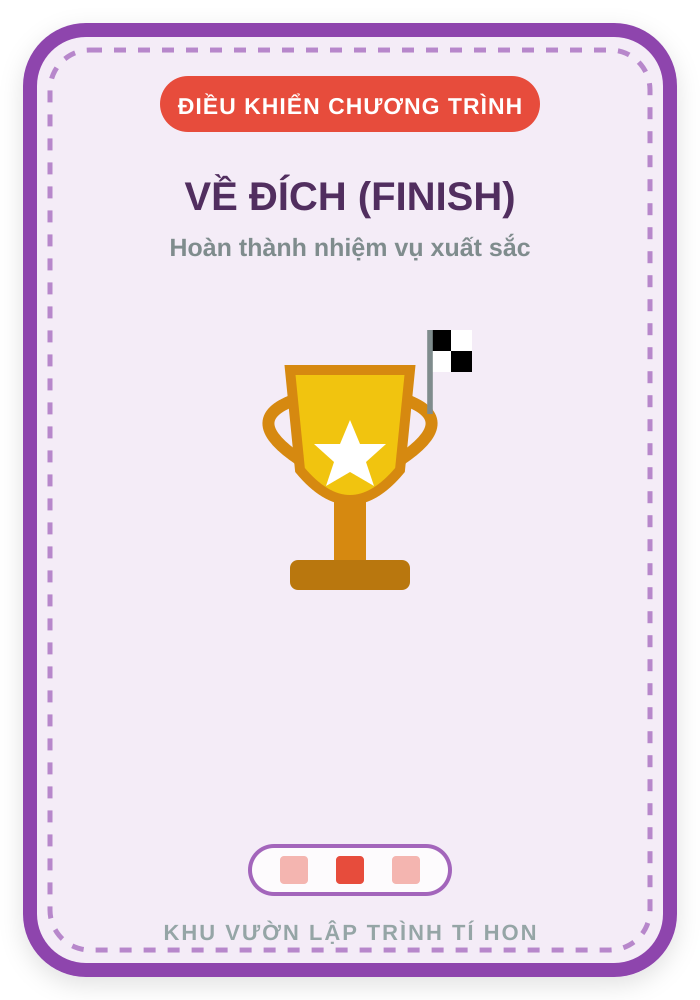 ĐIỀU KHIỂN CHƯƠNG TRÌNH
VỀ ĐÍCH (FINISH)
Hoàn thành nhiệm vụ xuất sắc
KHU VƯỜN LẬP TRÌNH TÍ HON